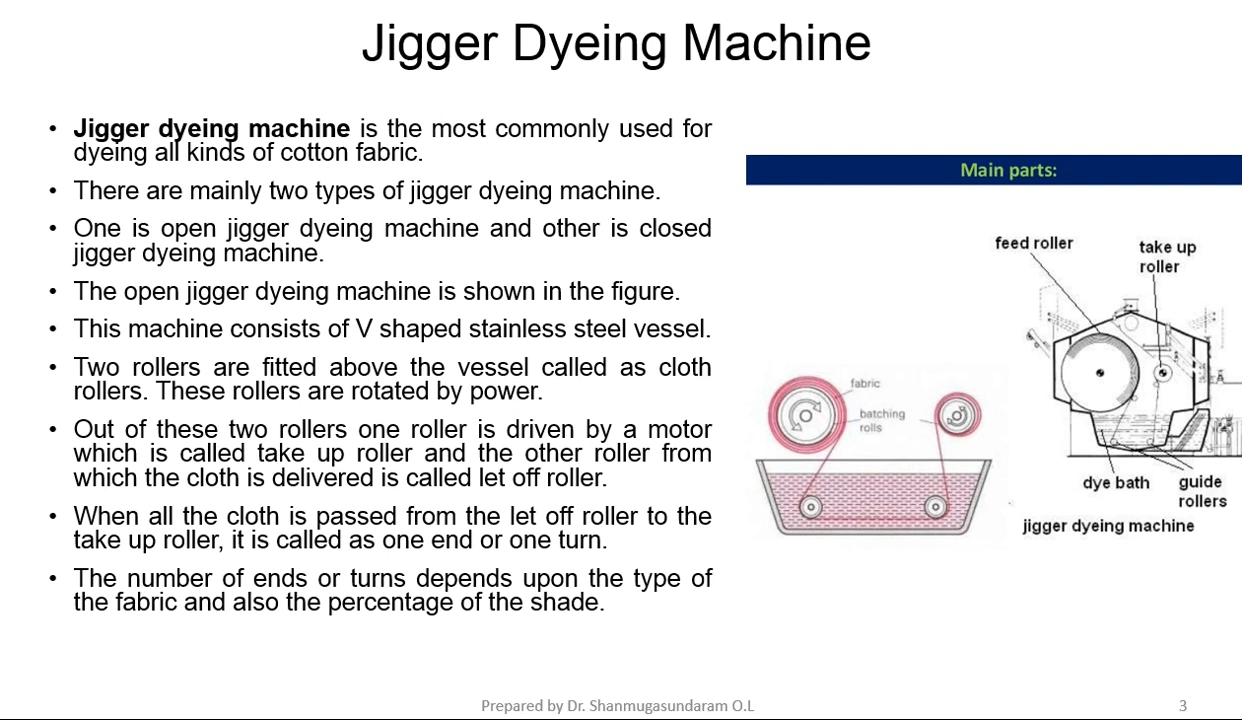 Jigger Dyeing Machine
• Jigger dyeing machine is the most commonly used for
dyeing all kinds of cotton fabric.
• There are mainly two types of jigger dyeing machine.
• One is open jigger dyeing machine and other is closed
jigger dyeing machine.
• The open jigger dyeing machine is shown in the figure.
• This machine consists of V shaped stainless steel vessel.
• Two rollers are fitted above the vessel called as cloth
rollers. These rollers are rotated by power.
• Out of these two rollers one roller is driven by a motor
which is called take up roller and the other roller from
which the cloth is delivered is called let off roller.
• When all the cloth is passed from the let off roller to the
take up roller, it is called as one end or one turn.
• The number of ends or turns depends upon the type of
the fabric and also the percentage of the shade.
Main parts:
fabric
batching
rolls
feed roller
take up
roller
dye bath
guide
rollers
jigger dyeing machine
Prepared by Dr. Shanmugasundaram O.L
3